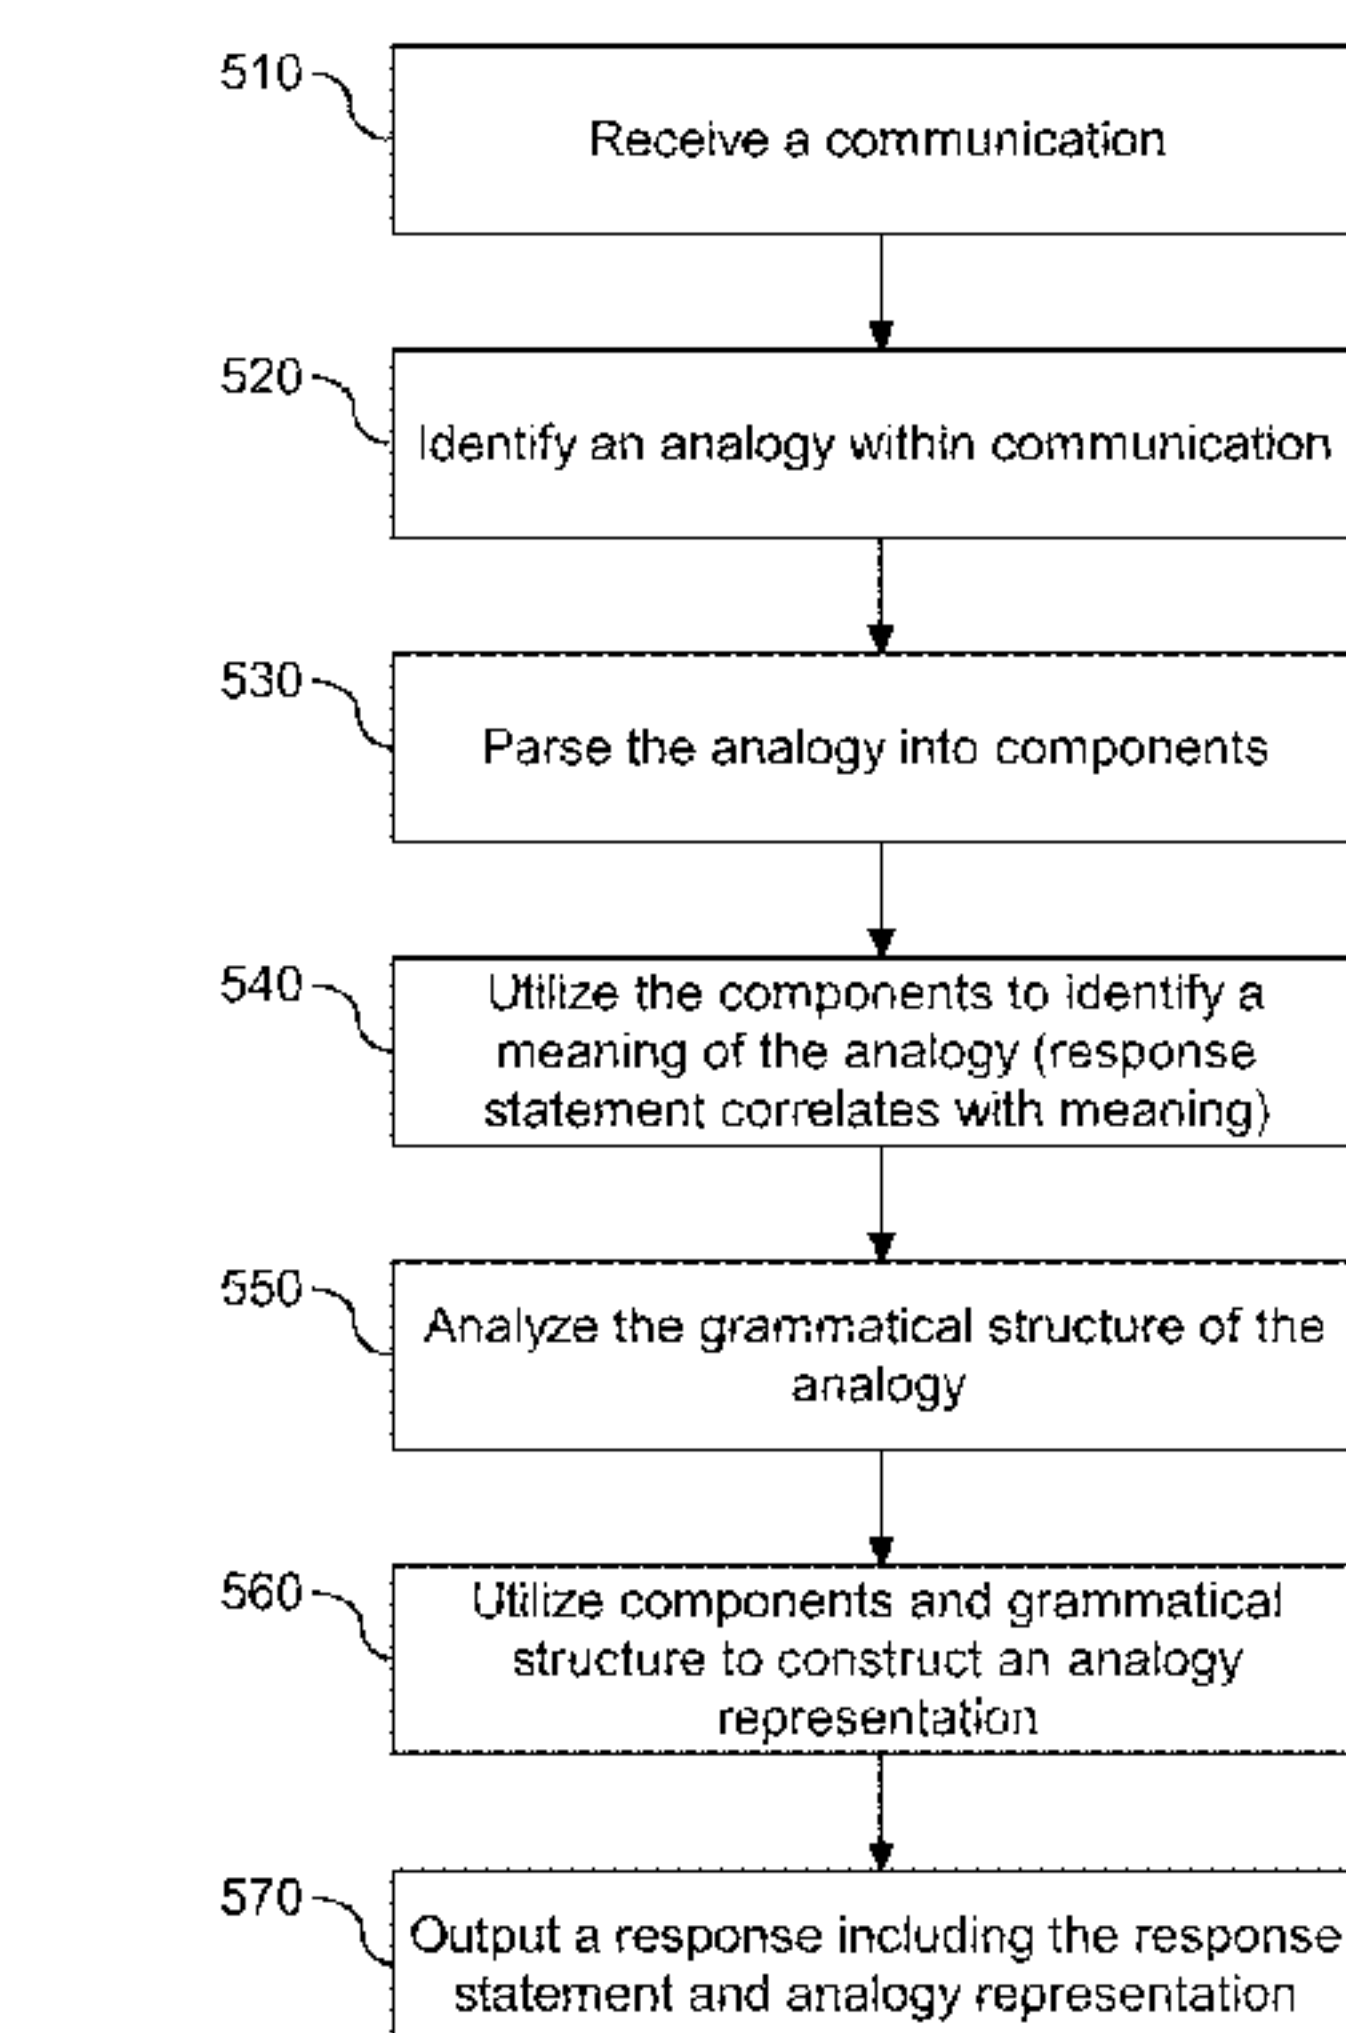 510
Receive a communication
520
Identify an analogy within communication
530
Parse the analogy into components
540
Utilize the components to identify a
meaning of the analogy (response
statement correlates with meaning)
550
Analyze the grammatical structure of the
analogy
560
Utilize components and grammatical
structure to construct an analogy
representation
570
Output a response including the response
statement and analogy representation